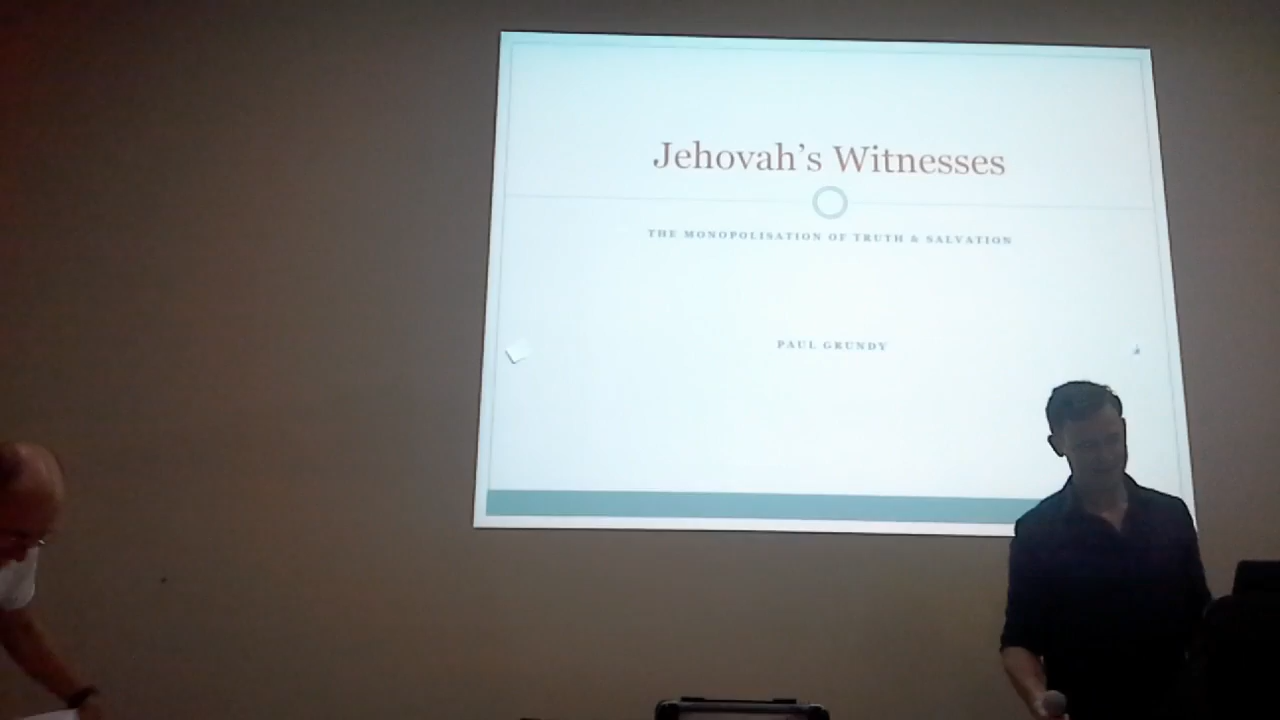 Jehovah's Witnesses
THE MONOPOLISATION OF TRUTH & SALVATION
PAUL GRUNDY